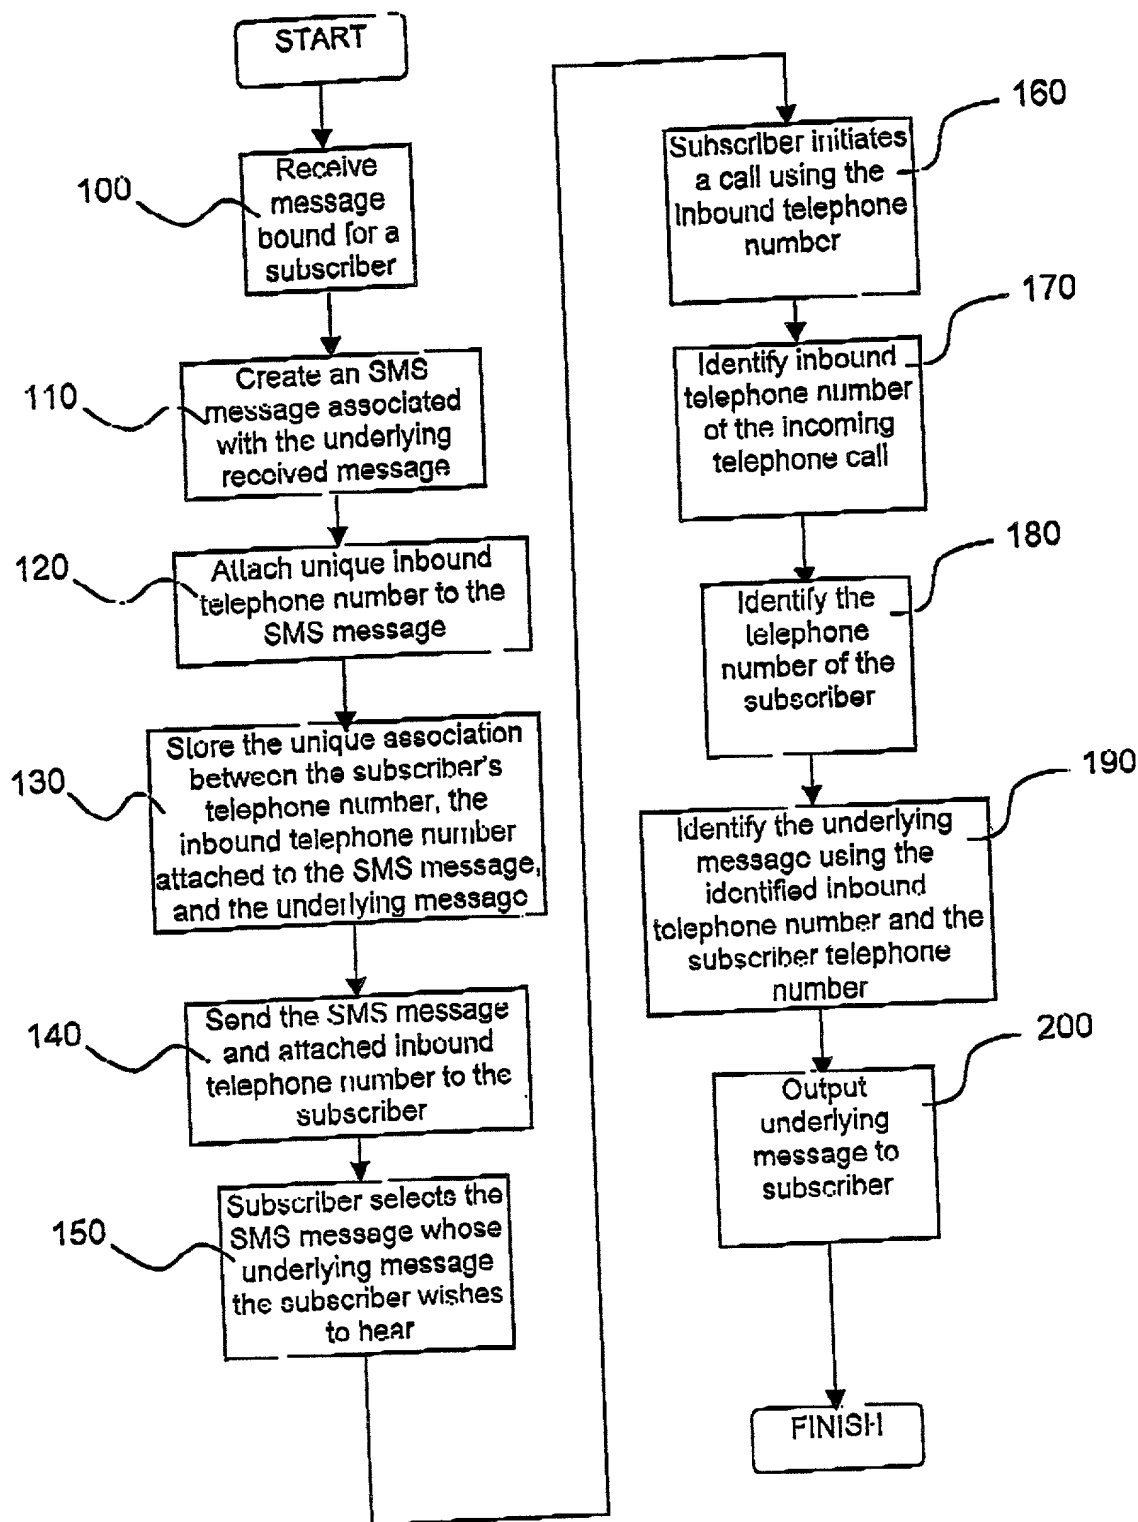 START
100
Receive
message
bound for a
subscriber
110
Create an SMS
message associated
with the underlying
received message
120
Attach unique inbound
telephone number to the
SMS message
130
Store the unique association
between the subscriber's
telephone number, the
inbound telephone number
attached to the SMS message,
and the underlying message
140
Send the SMS message
and attached inbound
telephone number to the
subscriber
150
Subscriber selects the
SMS message whose
underlying message
the subscriber wishes
to hear
160
Subscriber initiates
a call using the
inbound telephone
number
170
Identify inbound
telephone number
of the incoming
telephone call
180
Identify the
telephone
number of the
subscriber
190
Identify the underlying
message using the
identified inbound
telephone number and the
subscriber telephone
number
200
Output
underlying
message to
subscriber
FINISH